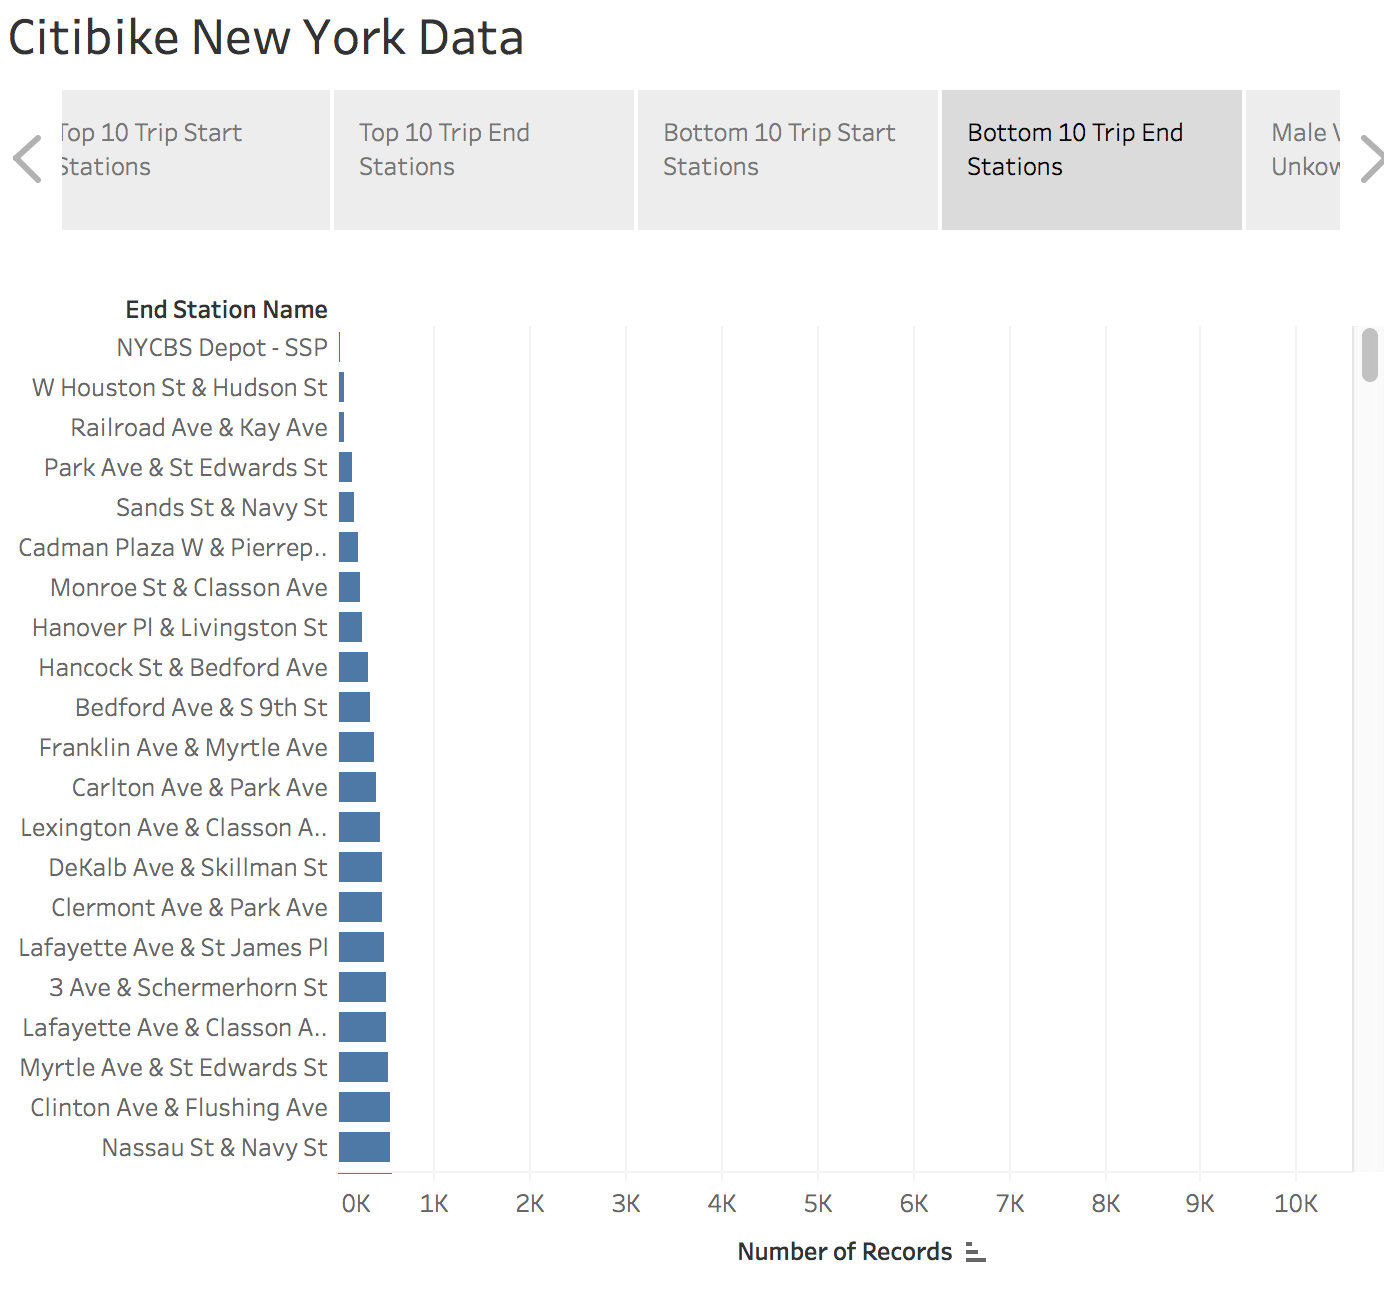 Citibike New York Data
Top 10 Trip Start
Stations
Top 10 Trip End
Stations
Bottom 10 Trip Start
Stations
Bottom 10 Trip End
Stations
Male V
Unkow
End Station Name
NYCBS Depot - SSP
W Houston St & Hudson St
Railroad Ave & Kay Ave
Park Ave & St Edwards St
Sands St & Navy St
Cadman Plaza W & Pierrep..
Monroe St & Classon Ave
Hanover Pl & Livingston St
Hancock St & Bedford Ave
Bedford Ave & S 9th St
Franklin Ave & Myrtle Ave
Carlton Ave & Park Ave
Lexington Ave & Classon A..
DeKalb Ave & Skillman St
Clermont Ave & Park Ave
Lafayette Ave & St James Pl
3 Ave & Schermerhorn St
Lafayette Ave & Classon A..
Myrtle Ave & St Edwards St
Clinton Ave & Flushing Ave
Nassau St & Navy St
0K 1K 2K 3K 4K 5K 6K 7K 8K 9K 10K
Number of Records